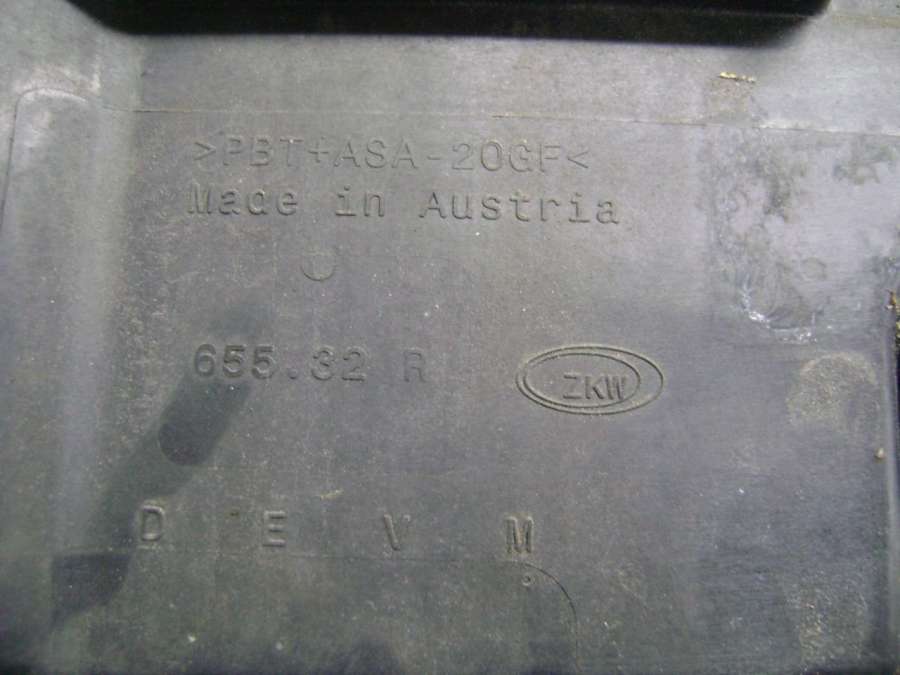 >PBT+ASA-20GF<
Made in Austria
655.32 R
ZKW
D E V M